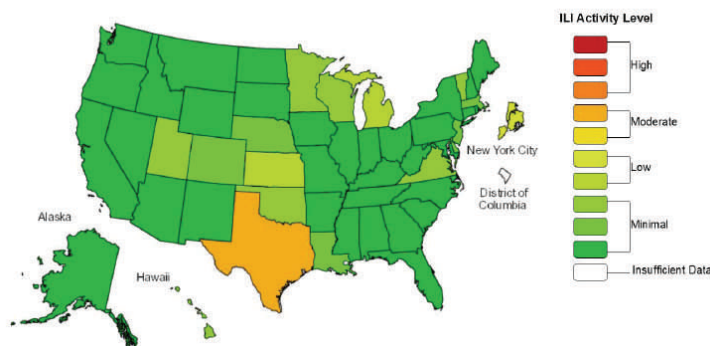 ILI Activity Level
High
Moderate
Low
Minimal
Insufficient Data
New York City
District of
Columbia
Alaska
Hawaii